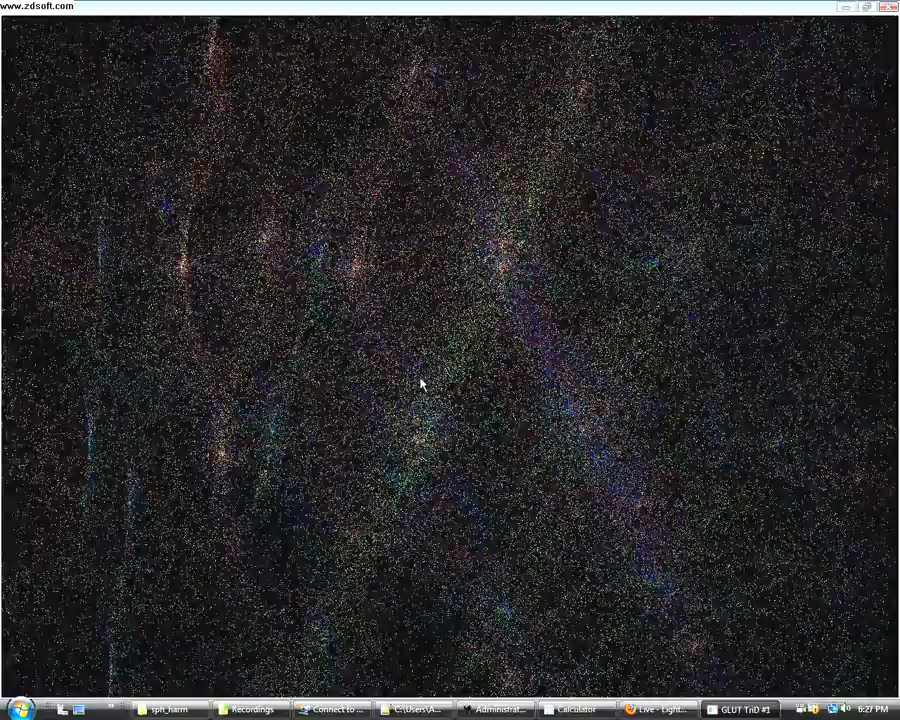 www.zdsoft.com
sph_harm
Recordings
Connect to ...
C:\Users\A...
Administrat...
Calculator
Live - Light...
GLUT TriD #1
6:27 PM